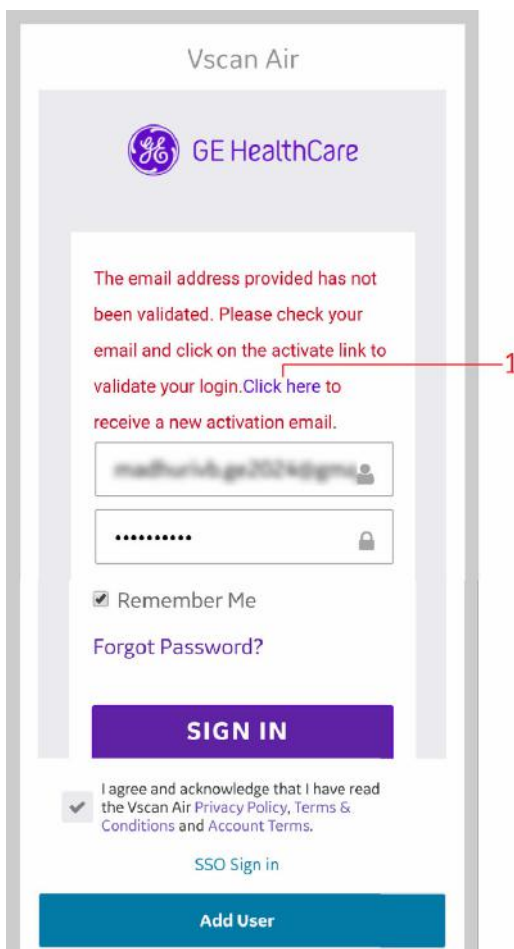 Vscan Air
GE HealthCare
The email address provided has not
been validated. Please check your
email and click on the activate link to
validate your login.Click here to
receive a new activation email.
1
••••••••••
Remember Me
Forgot Password?
SIGN IN
I agree and acknowledge that I have read
the Vscan Air Privacy Policy, Terms &
Conditions and Account Terms.
SSO Sign in
Add User